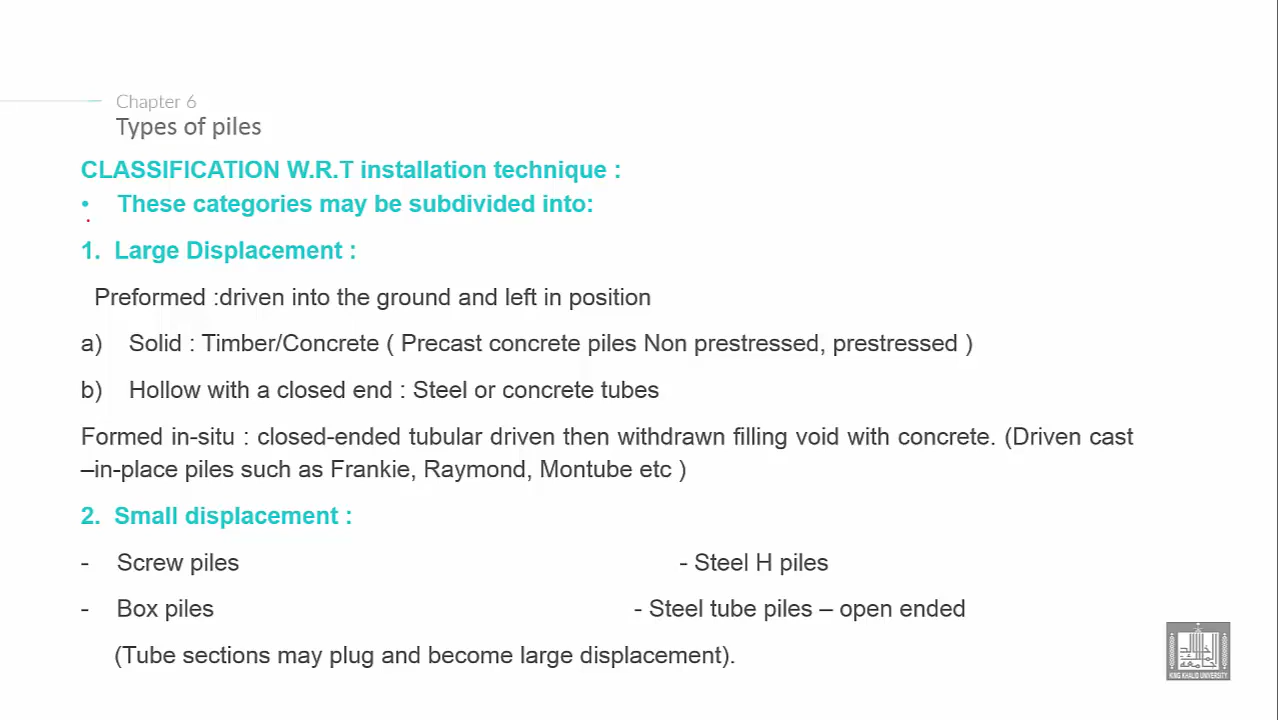 Chapter 6
Types of piles
CLASSIFICATION W.R.T installation technique :
• These categories may be subdivided into:
1. Large Displacement :
Preformed :driven into the ground and left in position
a) Solid : Timber/Concrete ( Precast concrete piles Non prestressed, prestressed )
b) Hollow with a closed end : Steel or concrete tubes
Formed in-situ : closed-ended tubular driven then withdrawn filling void with concrete. (Driven cast
–in-place piles such as Frankie, Raymond, Montube etc )
2. Small displacement :
- Screw piles - Steel H piles
- Box piles - Steel tube piles – open ended
(Tube sections may plug and become large displacement).
KING KHALID UNIVERSITY